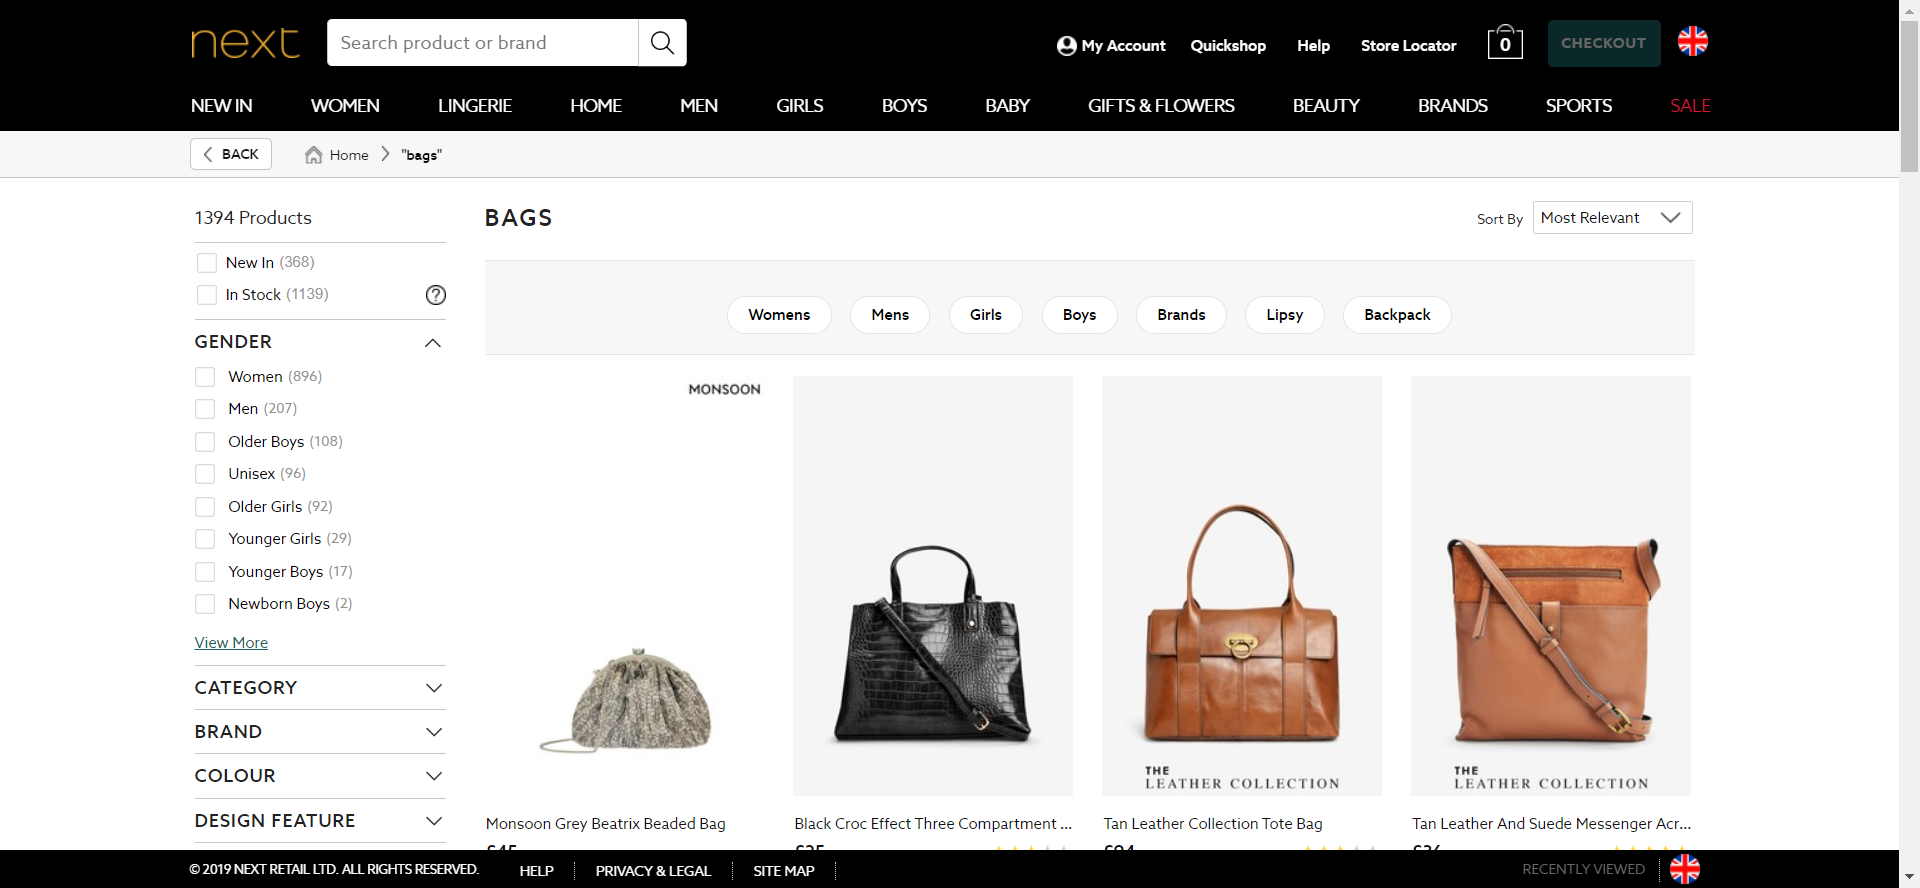 next
Search product or brand
My Account
Quickshop
Help
Store Locator
0
CHECKOUT
NEW IN
WOMEN
LINGERIE
HOME
MEN
GIRLS
BOYS
BABY
GIFTS & FLOWERS
BEAUTY
BRANDS
SPORTS
SALE
BACK
Home
"bags"
1394 Products
New In (368)
In Stock (1139)
?
GENDER
Women (896)
Men (207)
Older Boys (108)
Unisex (96)
Older Girls (92)
Younger Girls (29)
Younger Boys (17)
Newborn Boys (2)
View More
CATEGORY
BRAND
COLOUR
DESIGN FEATURE
BAGS
Sort By
Most Relevant
Womens
Mens
Girls
Boys
Brands
Lipsy
Backpack
MONSOON
THE
LEATHER COLLECTION
THE
LEATHER COLLECTION
Monsoon Grey Beatrix Beaded Bag
Black Croc Effect Three Compartment ...
Tan Leather Collection Tote Bag
Tan Leather And Suede Messenger Acr...
© 2019 NEXT RETAIL LTD. ALL RIGHTS RESERVED.
HELP
PRIVACY & LEGAL
SITE MAP
RECENTLY VIEWED